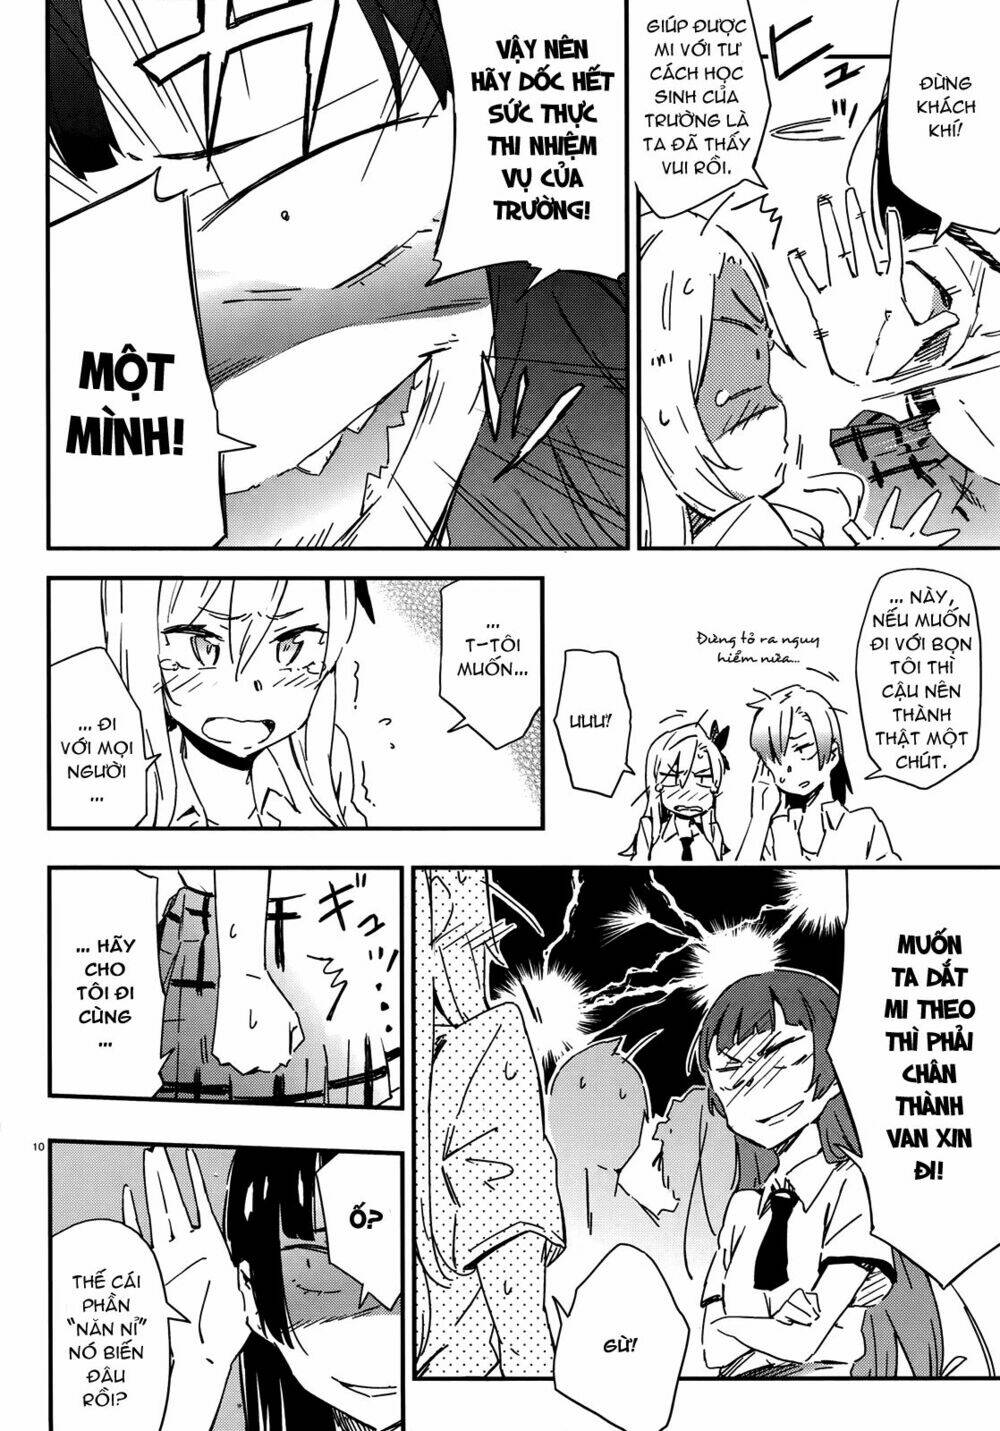 ĐỪNG
KHÁCH
KHÍ!
GIÚP ĐƯỢC
MI VỚI TƯ
CÁCH HỌC
SINH CỦA
TRƯỜNG LÀ
TA ĐÃ THẤY
VUI RỒI.
VẬY NÊN
HÃY DỐC HẾT
SỨC THỰC
THI NHIỆM
VỤ CỦA
TRƯỜNG!
MỘT
MÌNH!
... NÀY,
NẾU MUỐN
ĐI VỚI BỌN
TÔI THÌ
CẬU NÊN
THÀNH
THẬT MỘT
CHÚT.
Đừng tỏ ra nguy
hiểm nữa...
UUU!
...
T-TÔI
MUỐN...
... ĐI
VỚI MỌI
NGƯỜI
...
MUỐN
TA DẮT
MI THEO
THÌ PHẢI
CHÂN
THÀNH
VAN XIN
ĐI!
GỪ!
... HÃY
CHO
TÔI ĐI
CÙNG
...
10
Ố?
THẾ CÁI
PHẦN
"NĂN NỈ"
NÓ BIẾN
ĐÂU
RỒI?